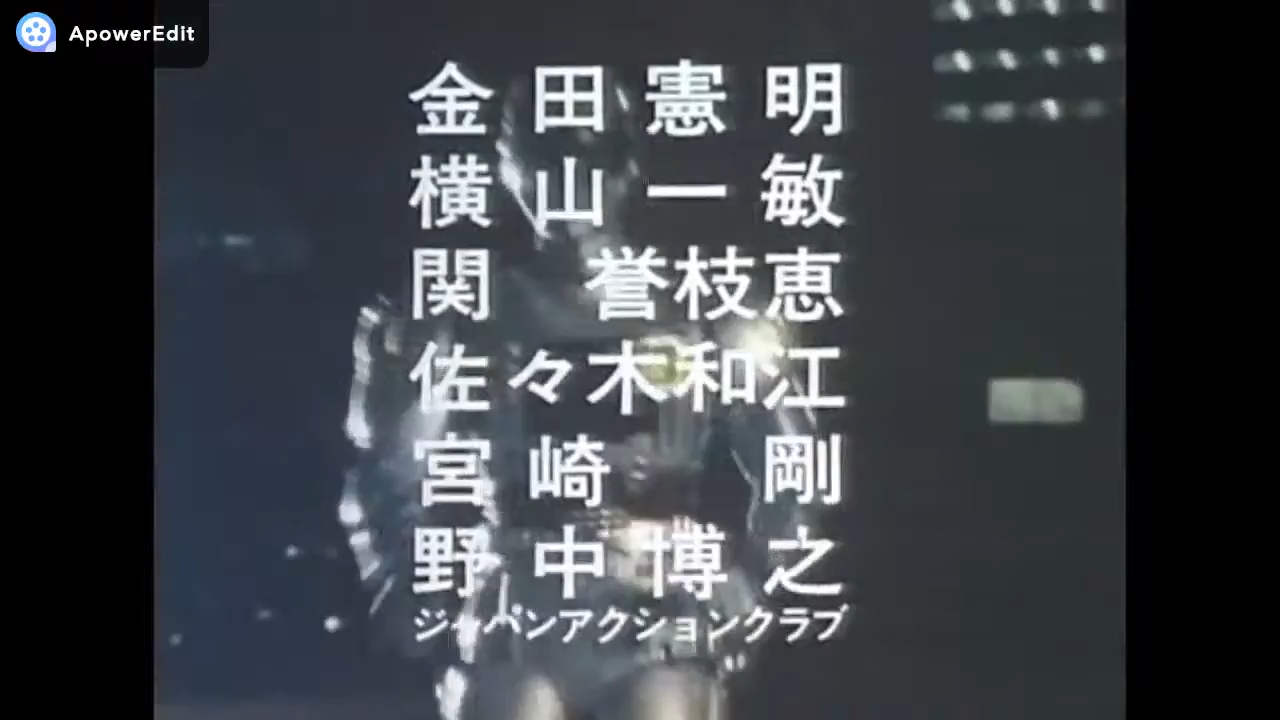 ApowerEdit
金田憲明
横山一敏
関 誉枝恵
佐々木和江
宮崎 剛
野中博之
ジャパンアクションクラブ